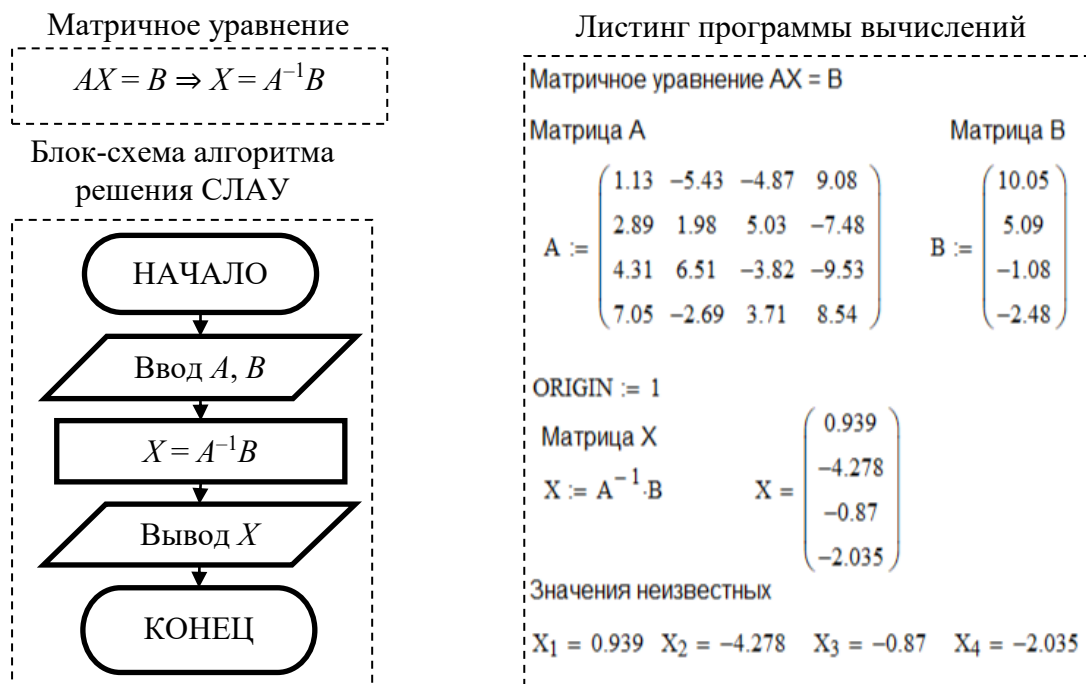 Матричное уравнение
AX = B ⇒ X = A⁻¹B
Блок-схема алгоритма
решения СЛАУ
НАЧАЛО
Ввод A, B
X = A⁻¹B
Вывод X
КОНЕЦ
Листинг программы вычислений
Матричное уравнение AX = B
Матрица A Матрица B
A := ( 1.13 −5.43 −4.87 9.08 ) B := ( 10.05 )
2.89 1.98 5.03 −7.48 5.09
4.31 6.51 −3.82 −9.53 −1.08
7.05 −2.69 3.71 8.54 −2.48
ORIGIN := 1
Матрица X
X := A⁻¹·B
X = ( 0.939 )
−4.278
−0.87
−2.035
Значения неизвестных
X₁ = 0.939 X₂ = −4.278 X₃ = −0.87 X₄ = −2.035